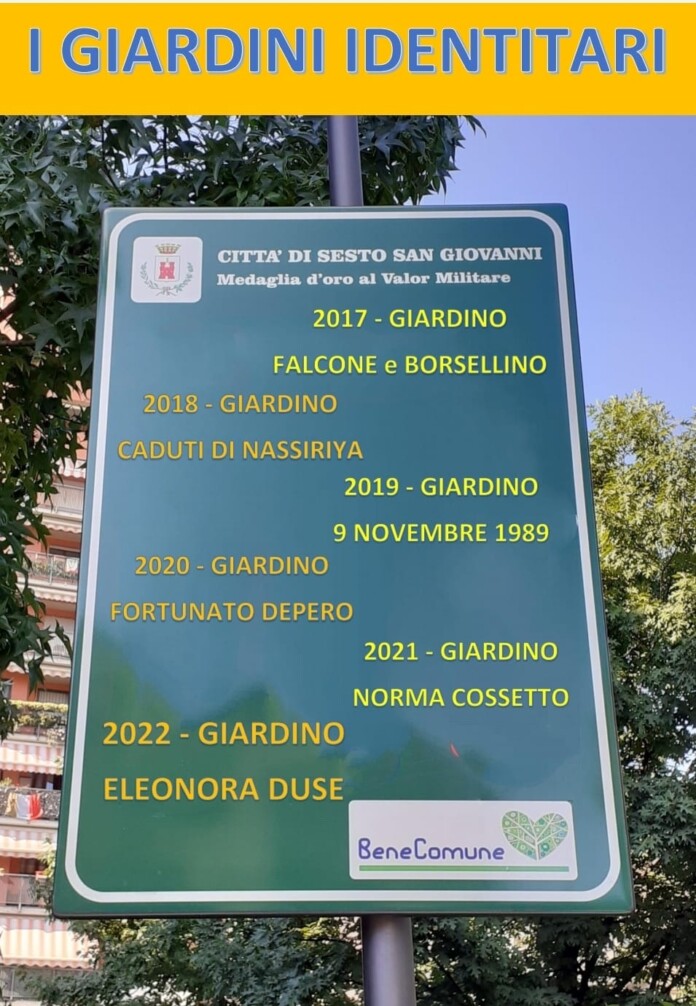 I GIARDINI IDENTITARI
CITTA' DI SESTO SAN GIOVANNI
Medaglia d'oro al Valor Militare
2017 - GIARDINO
FALCONE e BORSELLINO
2018 - GIARDINO
CADUTI DI NASSIRIYA
2019 - GIARDINO
9 NOVEMBRE 1989
2020 - GIARDINO
FORTUNATO DEPERO
2021 - GIARDINO
NORMA COSSETTO
2022 - GIARDINO
ELEONORA DUSE
BeneComune